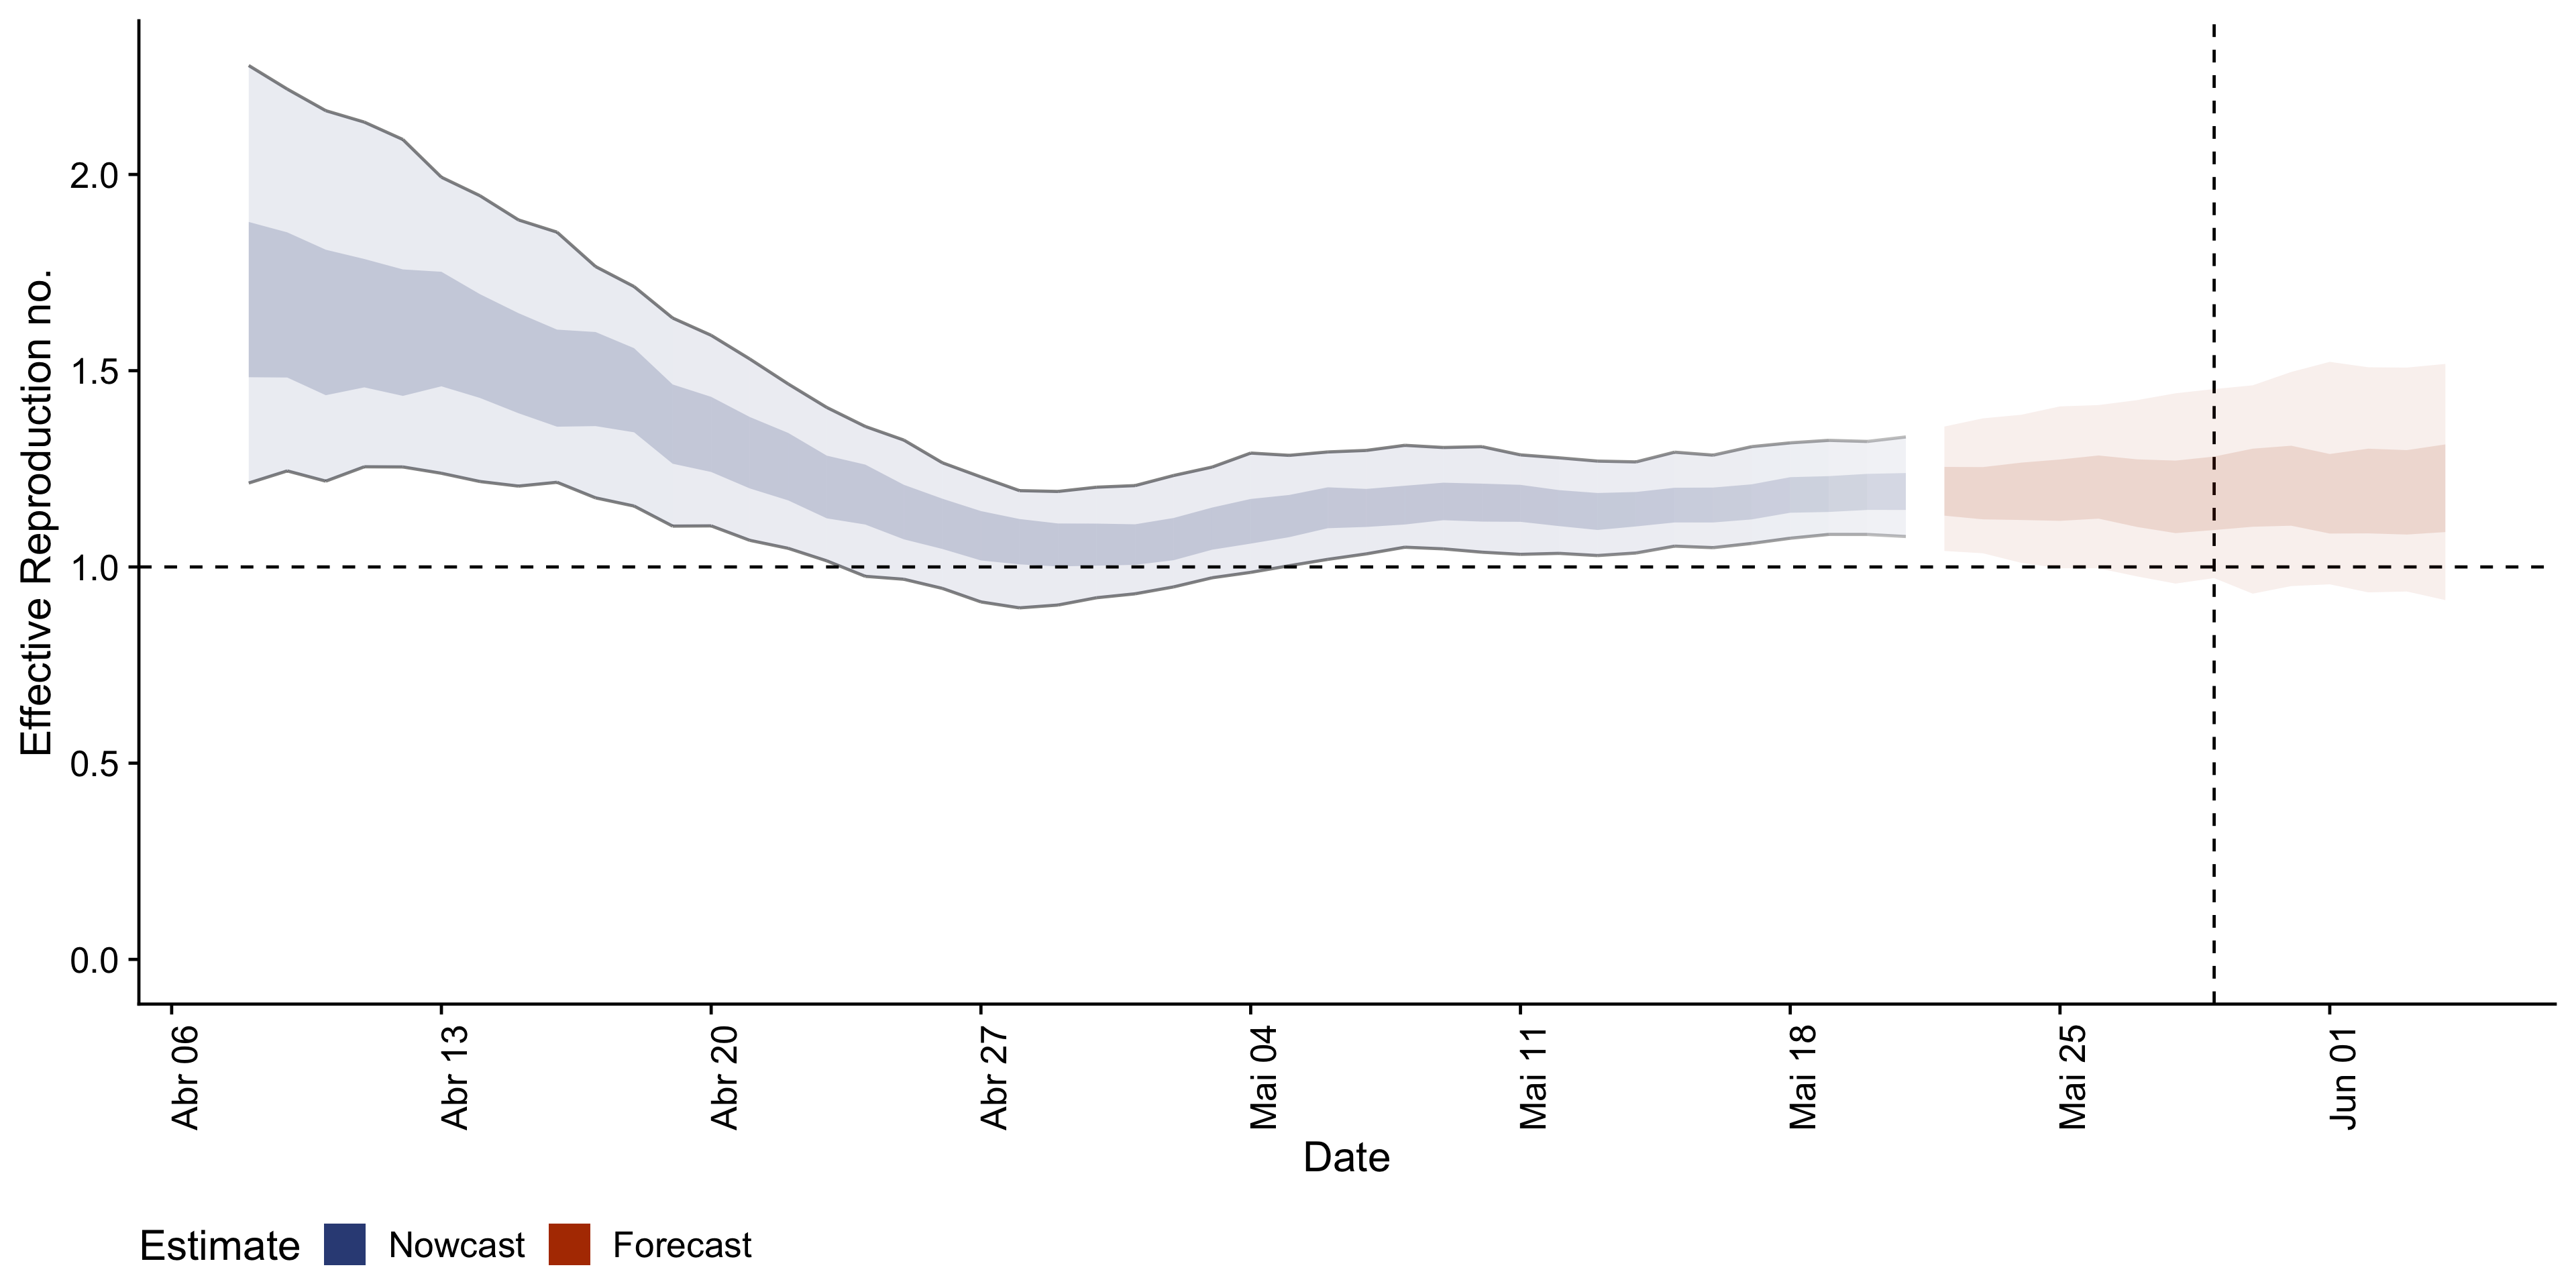 Effective Reproduction no.
2.0
1.5
1.0
0.5
0.0
Abr 06
Abr 13
Abr 20
Abr 27
Mai 04
Mai 11
Mai 18
Mai 25
Jun 01
Date
Estimate Nowcast Forecast